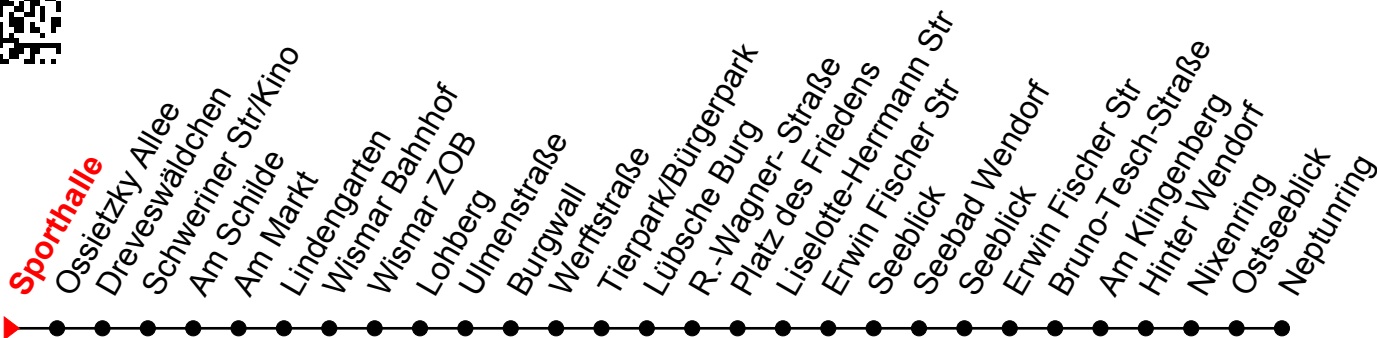 Sporthalle
Ossietzky Allee
Dreveswäldchen
Schweriner Str/Kino
Am Schilde
Am Markt
Lindengarten
Wismar Bahnhof
Wismar ZOB
Lohberg
Ulmenstraße
Burgwall
Werftstraße
Tierpark/Bürgerpark
Lübsche Burg
R.-Wagner- Straße
Platz des Friedens
Liselotte-Herrmann Str
Erwin Fischer Str
Seeblick
Seebad Wendorf
Seeblick
Erwin Fischer Str
Bruno-Tesch-Straße
Am Klingenberg
Hinter Wendorf
Nixenring
Ostseeblick
Neptunring